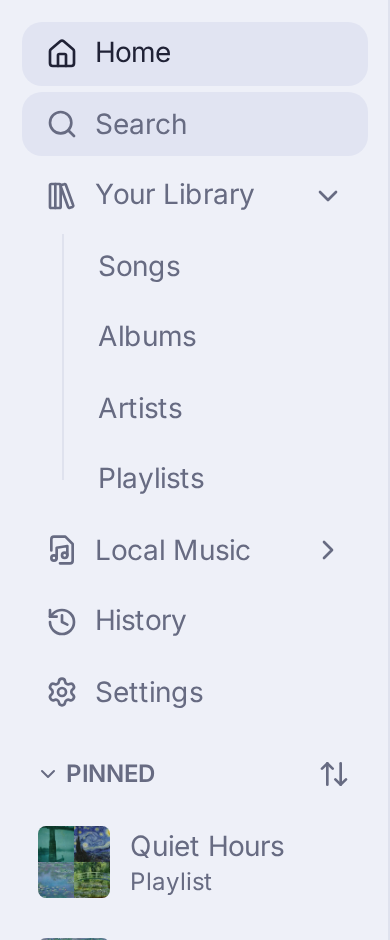 Home
Search
Your Library
Songs
Albums
Artists
Playlists
Local Music
History
Settings
PINNED
Quiet Hours
Playlist